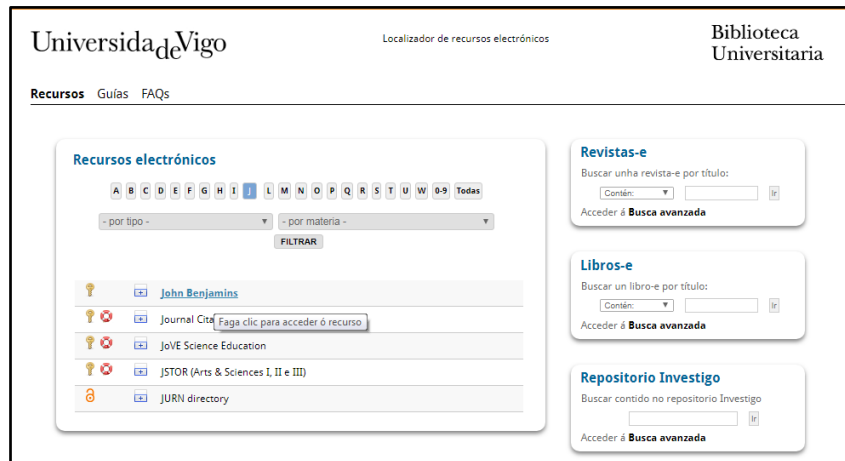 UniversidadeVigo
Localizador de recursos electrónicos
Biblioteca
Universitaria
Recursos Guías FAQs
Recursos electrónicos
A B C D E F G H I J L M N O P Q R S T U W 0-9 Todas
- por tipo - - por materia -
FILTRAR
John Benjamins
Journal Cita
Faga clic para acceder ó recurso
JoVE Science Education
JSTOR (Arts & Sciences I, II e III)
JURN directory
Revistas-e
Buscar unha revista-e por título:
Contén: Ir
Acceder á Busca avanzada
Libros-e
Buscar un libro-e por título:
Contén: Ir
Acceder á Busca avanzada
Repositorio Investigo
Buscar contido no repositorio Investigo
Ir
Acceder á Busca avanzada